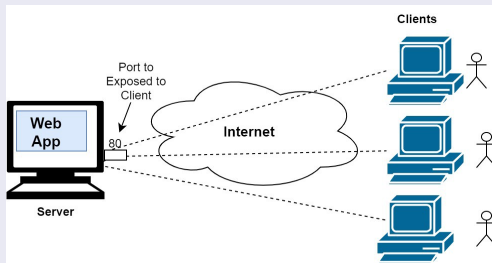 Clients
Port to
Exposed to
Client
Web
App
80
Internet
Server